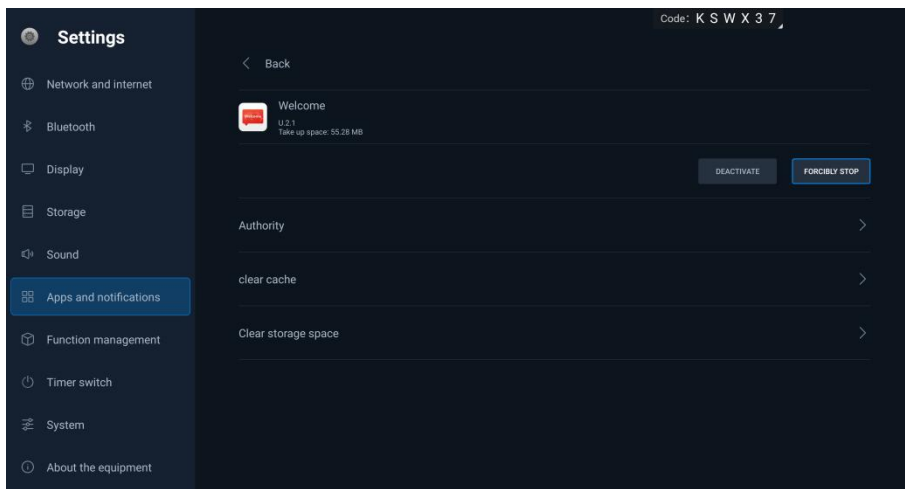 Code: K S W X 3 7
Settings
Back
Network and internet
Welcome
U.2.1
Take up space: 55.28 MB
Bluetooth
Display
DEACTIVATE
FORCIBLY STOP
Storage
Authority
Sound
clear cache
Apps and notifications
Clear storage space
Function management
Timer switch
System
About the equipment